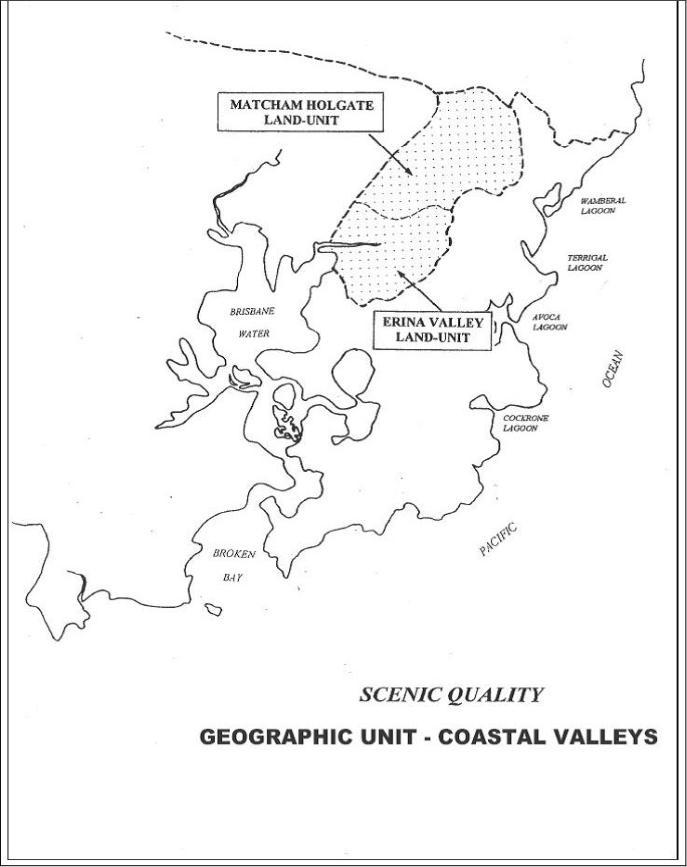 MATCHAM HOLGATE
LAND-UNIT
WAMBERAL
LAGOON
TERRIGAL
LAGOON
BRISBANE
WATER
ERINA VALLEY
LAND-UNIT
AVOCA
LAGOON
OCEAN
COCKRONE
LAGOON
PACIFIC
BROKEN
BAY
SCENIC QUALITY
GEOGRAPHIC UNIT - COASTAL VALLEYS